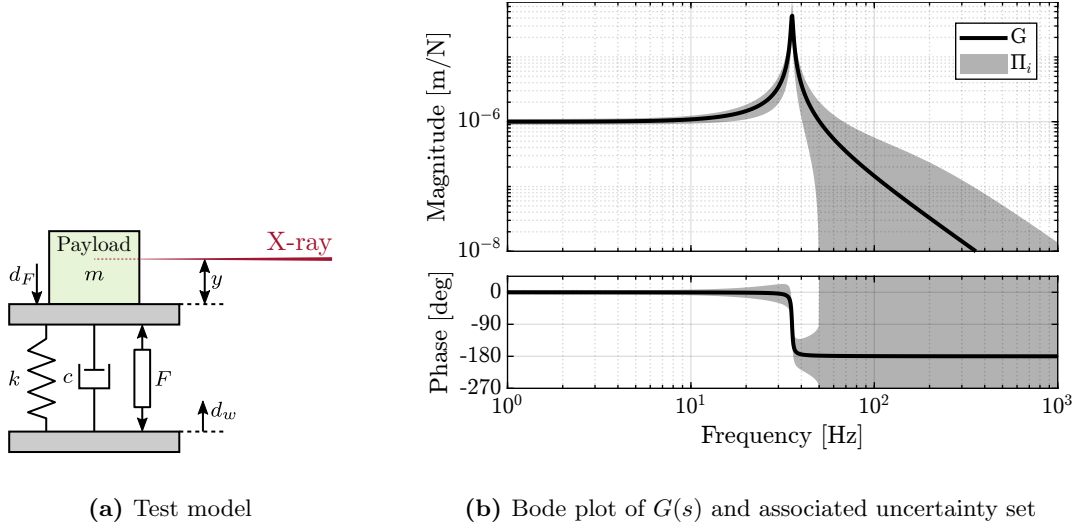 Payload
m
X-ray
d_F
y
k
c
F
d_w
(a) Test model
Magnitude [m/N]
10^{-6}
10^{-8}
G
Π_i
Phase [deg]
0
-90
-180
-270
10^0
10^1
10^2
10^3
Frequency [Hz]
(b) Bode plot of G(s) and associated uncertainty set